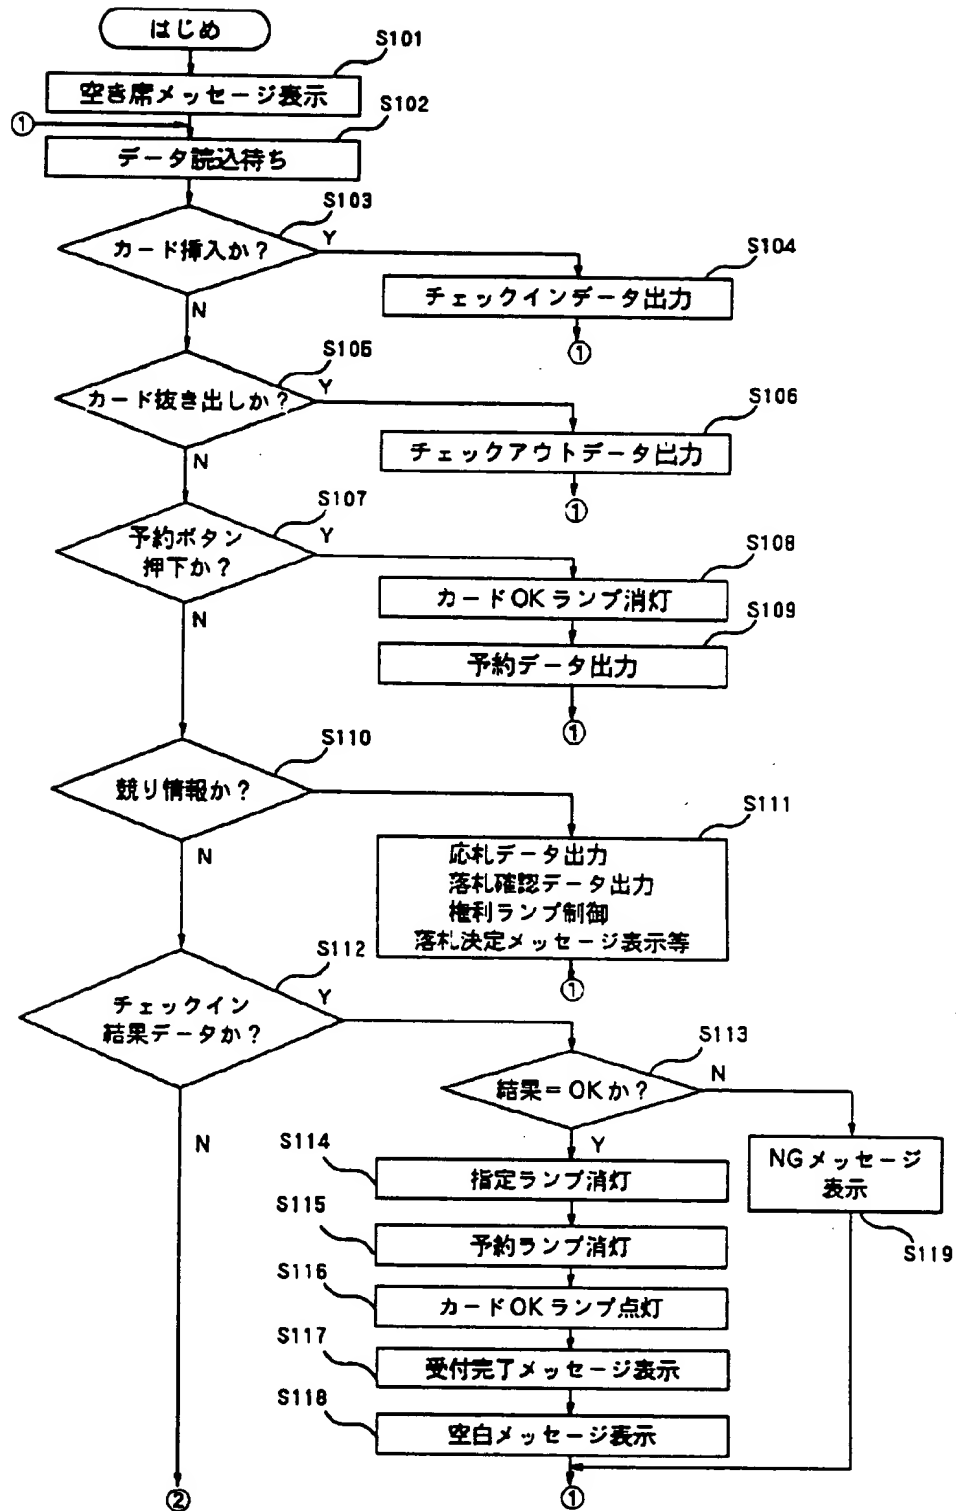 はじめ
S101
空き席メッセージ表示
①
S102
データ読込待ち
S103
カード挿入か?
Y
N
S104
チェックインデータ出力
①
S105
カード抜き出しか?
Y
N
S106
チェックアウトデータ出力
①
S107
予約ボタン
押下か?
Y
N
S108
カードOKランプ消灯
S109
予約データ出力
①
S110
競り情報か?
N
S111
応札データ出力
落札確認データ出力
権利ランプ制御
落札決定メッセージ表示等
①
S112
チェックイン
結果データか?
Y
N
S113
結果=OKか?
N
Y
S114
指定ランプ消灯
NGメッセージ
表示
S119
S115
予約ランプ消灯
S116
カードOKランプ点灯
S117
受付完了メッセージ表示
S118
空白メッセージ表示
②
①